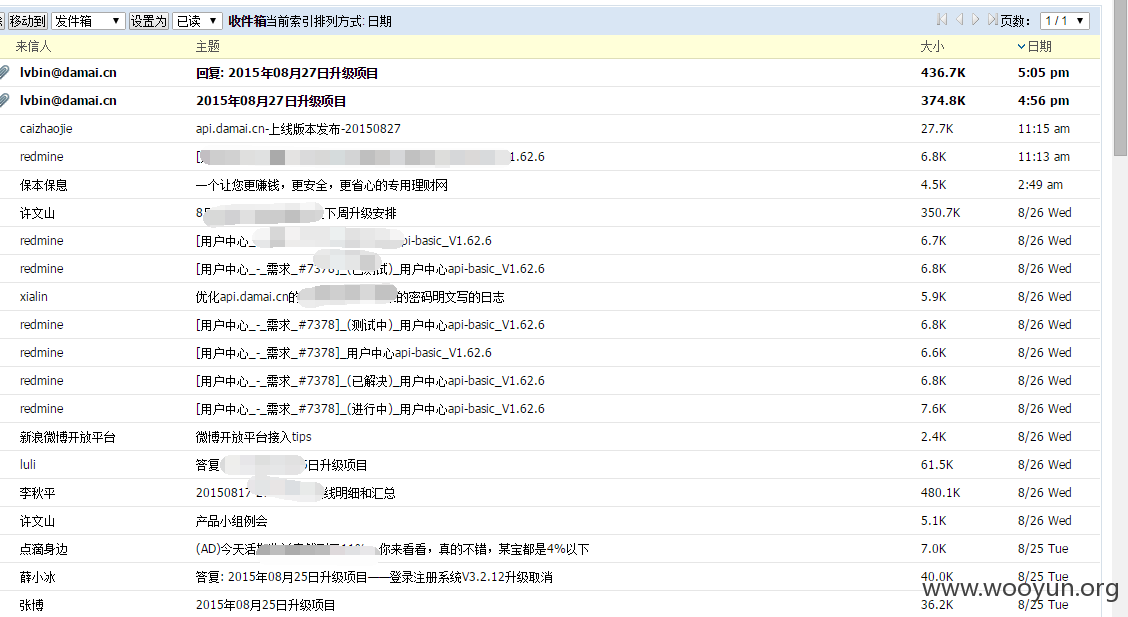 移动到 发件箱 设置为 已读 收件箱当前索引排列方式: 日期 页数: 1 / 1
来信人 主题 大小 日期
lvbin@damai.cn 回复: 2015年08月27日升级项目 436.7K 5:05 pm
lvbin@damai.cn 2015年08月27日升级项目 374.8K 4:56 pm
caizhaojie api.damai.cn-上线版本发布-20150827 27.7K 11:15 am
redmine [ 1.62.6 6.8K 11:13 am
保本保息 一个让您更赚钱，更安全，更省心的专用理财网 4.5K 2:49 am
许文山 8 下周升级安排 350.7K 8/26 Wed
redmine [用户中心_ pi-basic_V1.62.6 6.7K 8/26 Wed
redmine [用户中心_-_需求_#7378]_(已测试)_用户中心api-basic_V1.62.6 6.8K 8/26 Wed
xialin 优化api.damai.cn的 的密码明文写的日志 5.9K 8/26 Wed
redmine [用户中心_-_需求_#7378]_(测试中)_用户中心api-basic_V1.62.6 6.8K 8/26 Wed
redmine [用户中心_-_需求_#7378]_用户中心api-basic_V1.62.6 6.6K 8/26 Wed
redmine [用户中心_-_需求_#7378]_(已解决)_用户中心api-basic_V1.62.6 6.8K 8/26 Wed
redmine [用户中心_-_需求_#7378]_(进行中)_用户中心api-basic_V1.62.6 7.6K 8/26 Wed
新浪微博开放平台 微博开放平台接入tips 2.4K 8/26 Wed
luli 答复 日升级项目 61.5K 8/26 Wed
李秋平 20150817-2 线明细和汇总 480.1K 8/26 Wed
许文山 产品小组例会 5.1K 8/26 Wed
点滴身边 (AD)今天活 你来看看，真的不错，某宝都是4%以下 7.0K 8/25 Tue
薛小冰 答复: 2015年08月25日升级项目——登录注册系统V3.2.12升级取消 40.0K 8/25 Tue
张博 2015年08月25日升级项目 36.2K 8/25 Tue
www.wooyun.org